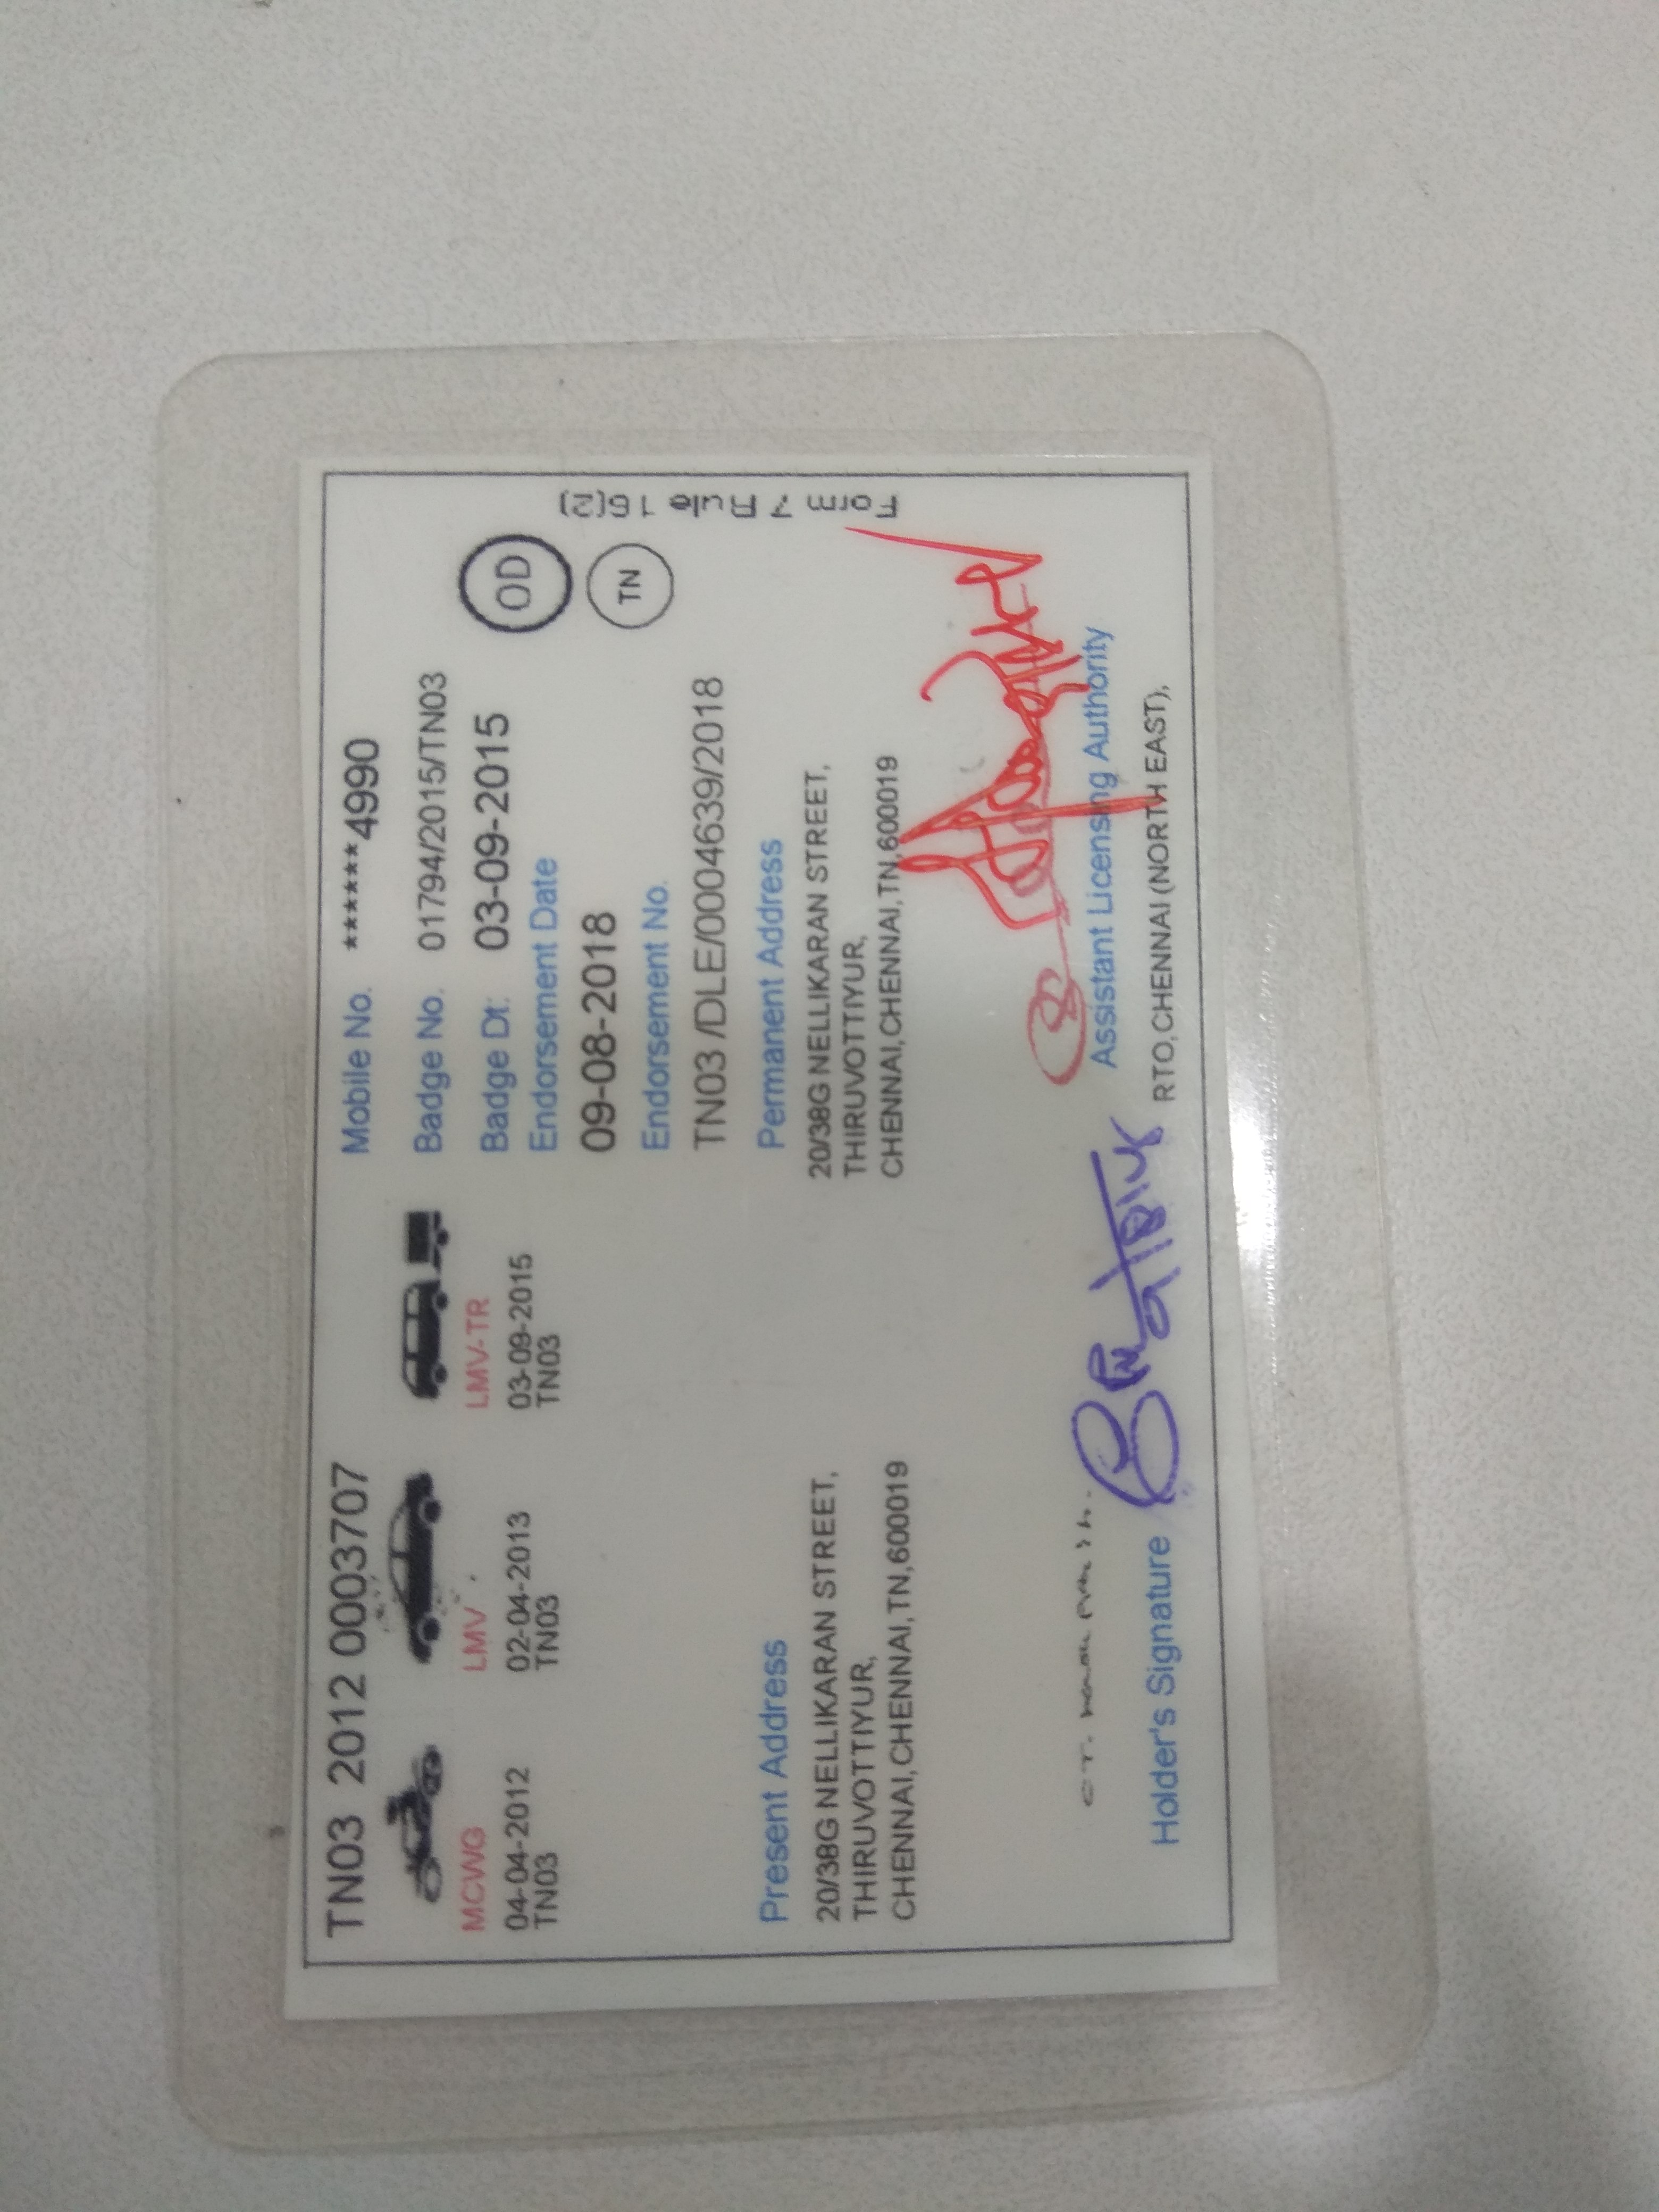 TN03 2012 0003707
MCWG
04-04-2012
TN03
LMV
02-04-2013
TN03
LMV-TR
03-09-2015
TN03
Mobile No. ******4990
Badge No. 01794/2015/TN03
Badge Dt: 03-09-2015
Endorsement Date
09-08-2018
Endorsement No.
TN03 /DLE/0004639/2018
OD
TN
Form 7 Rule 16(2)
Present Address
20/38G NELLIKARAN STREET,
THIRUVOTTIYUR,
CHENNAI,CHENNAI,TN,600019
Permanent Address
20/38G NELLIKARAN STREET,
THIRUVOTTIYUR,
CHENNAI,CHENNAI,TN,600019
Holder's Signature
Assistant Licensing Authority
RTO,CHENNAI (NORTH EAST),